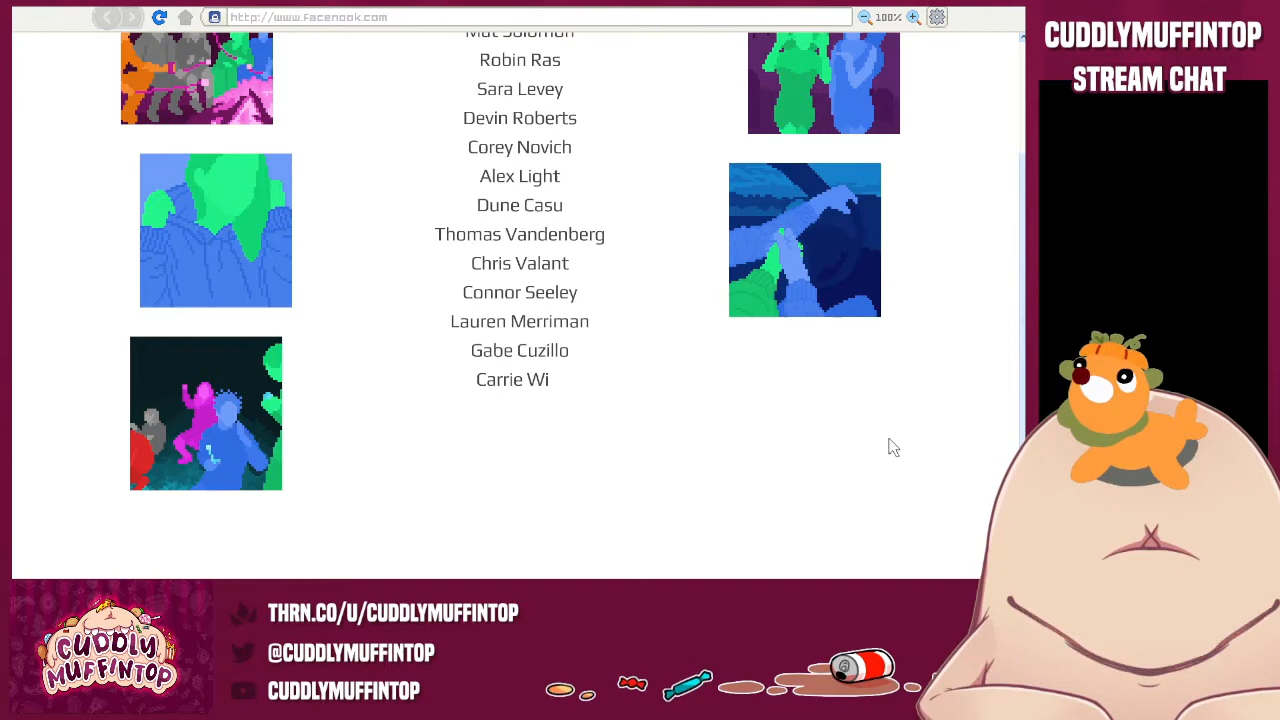 http://www.Facenook.com
100%
CUDDLYMUFFINTOP
STREAM CHAT
Mat Solomon
Robin Ras
Sara Levey
Devin Roberts
Corey Novich
Alex Light
Dune Casu
Thomas Vandenberg
Chris Valant
Connor Seeley
Lauren Merriman
Gabe Cuzillo
Carrie Wi
CUDDLY
MUFFINTOP
THRN.CO/U/CUDDLYMUFFINTOP
@CUDDLYMUFFINTOP
CUDDLYMUFFINTOP